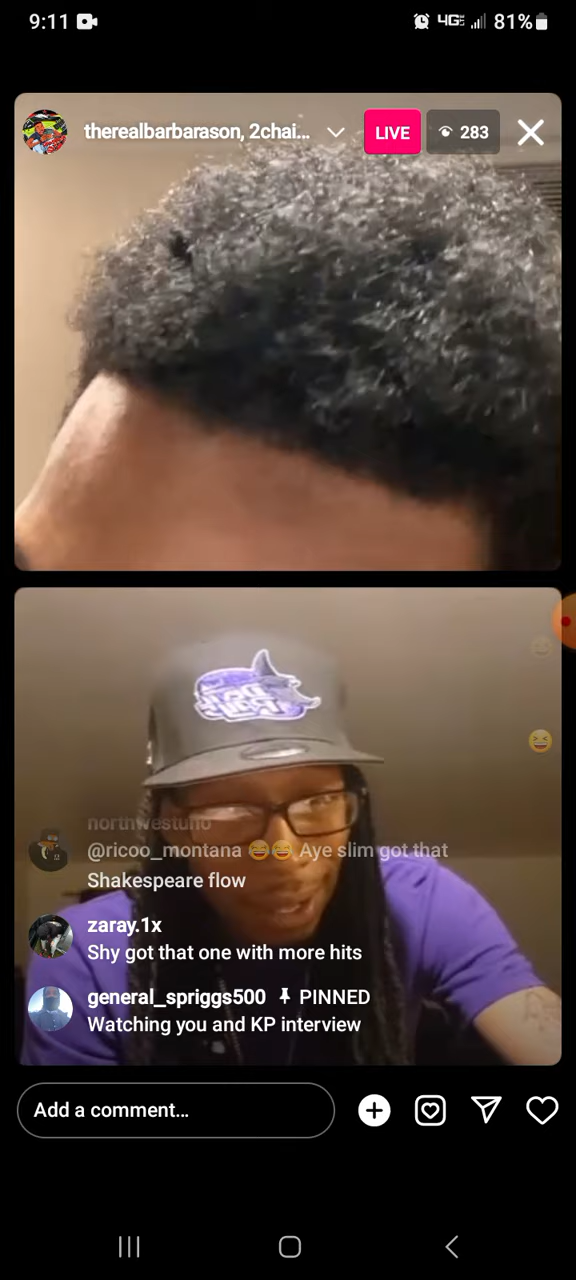 9:11
4GE 81%
therealbarbarason, 2chai... LIVE 283
northwestuno
@ricoo_montana 😆😆 Aye slim got that
Shakespeare flow
zaray.1x
Shy got that one with more hits
general_spriggs500 PINNED
Watching you and KP interview
Add a comment...